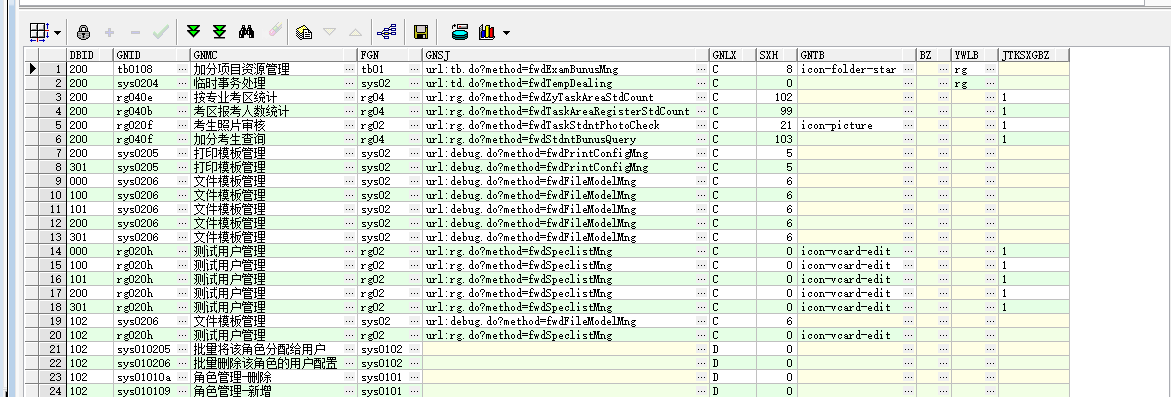 DBID GNID GNMC FGN GNSJ GNLX SXH GNTB BZ YWLB JTKSXGBZ
1 200 tb0108 加分项目资源管理 tb01 url:tb.do?method=fwdExamBunusMng C 8 icon-folder-star rg
2 200 sys0204 临时事务处理 sys02 url:td.do?method=fwdTempDealing C 0 rg
3 200 rg040e 按专业考区统计 rg04 url:rg.do?method=fwdZyTaskAreaStdCount C 102 1
4 200 rg040b 考区报考人数统计 rg04 url:rg.do?method=fwdTaskAreaRegisterStdCount C 99 1
5 200 rg020f 考生照片审核 rg02 url:rg.do?method=fwdTaskStdntPhotoCheck C 21 icon-picture 1
6 200 rg040f 加分考生查询 rg04 url:rg.do?method=fwdStdntBunusQuery C 103 1
7 200 sys0205 打印模板管理 sys02 url:debug.do?method=fwdPrintConfigMng C 5
8 301 sys0205 打印模板管理 sys02 url:debug.do?method=fwdPrintConfigMng C 5
9 000 sys0206 文件模板管理 sys02 url:debug.do?method=fwdFileModelMng C 6
10 100 sys0206 文件模板管理 sys02 url:debug.do?method=fwdFileModelMng C 6
11 101 sys0206 文件模板管理 sys02 url:debug.do?method=fwdFileModelMng C 6
12 200 sys0206 文件模板管理 sys02 url:debug.do?method=fwdFileModelMng C 6
13 301 sys0206 文件模板管理 sys02 url:debug.do?method=fwdFileModelMng C 6
14 000 rg020h 测试用户管理 rg02 url:rg.do?method=fwdSpeclistMng C 0 icon-vcard-edit 1
15 100 rg020h 测试用户管理 rg02 url:rg.do?method=fwdSpeclistMng C 0 icon-vcard-edit 1
16 101 rg020h 测试用户管理 rg02 url:rg.do?method=fwdSpeclistMng C 0 icon-vcard-edit 1
17 200 rg020h 测试用户管理 rg02 url:rg.do?method=fwdSpeclistMng C 0 icon-vcard-edit 1
18 301 rg020h 测试用户管理 rg02 url:rg.do?method=fwdSpeclistMng C 0 icon-vcard-edit 1
19 102 sys0206 文件模板管理 sys02 url:debug.do?method=fwdFileModelMng C 6
20 102 rg020h 测试用户管理 rg02 url:rg.do?method=fwdSpeclistMng C 0 icon-vcard-edit
21 102 sys010205 批量将该角色分配给用户 sys0102 D 0
22 102 sys010206 批量删除该角色的用户配置 sys0102 D 0
23 102 sys01010a 角色管理-删除 sys0101 D 0
24 102 sys010109 角色管理-新增 sys0101 D 0